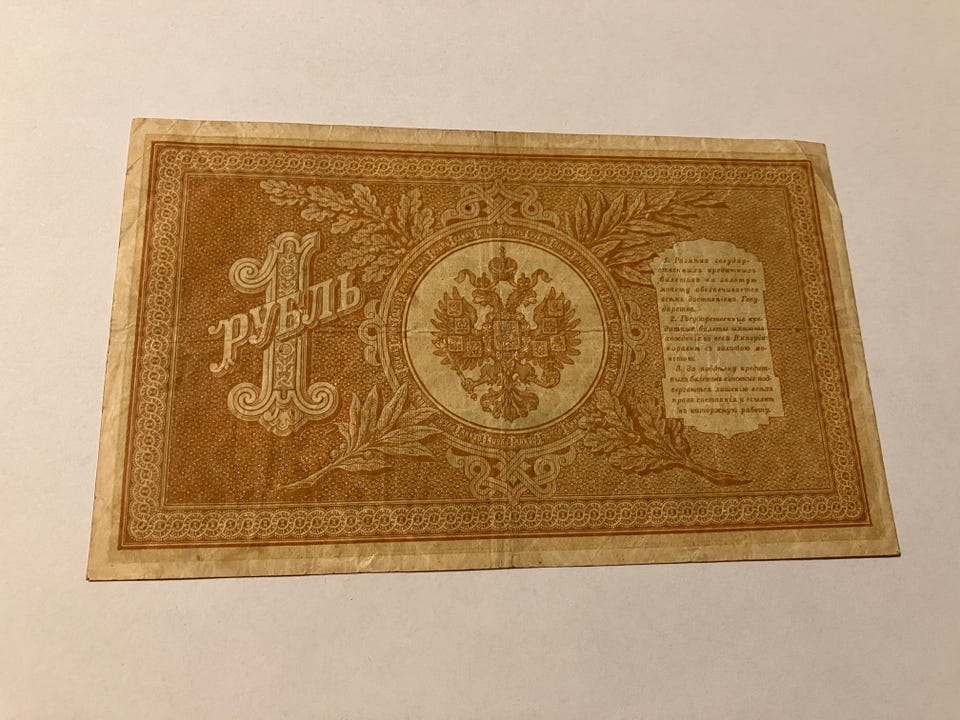 1
РУБЛЬ
1. Размѣнъ государ-
ственныхъ кредитныхъ
билетовъ на золотую
монету обезпечивается
всѣмъ достояніемъ Госу-
дарства.
2. Государственные кре-
дитные билеты имѣютъ
хожденіе во всей Имперіи
наравнѣ съ золотою мо-
нетою.
3. За поддѣлку кредит-
ныхъ билетовъ виновные под-
вергаются лишенію всѣхъ
правъ состоянія и ссылкѣ
въ каторжную работу.